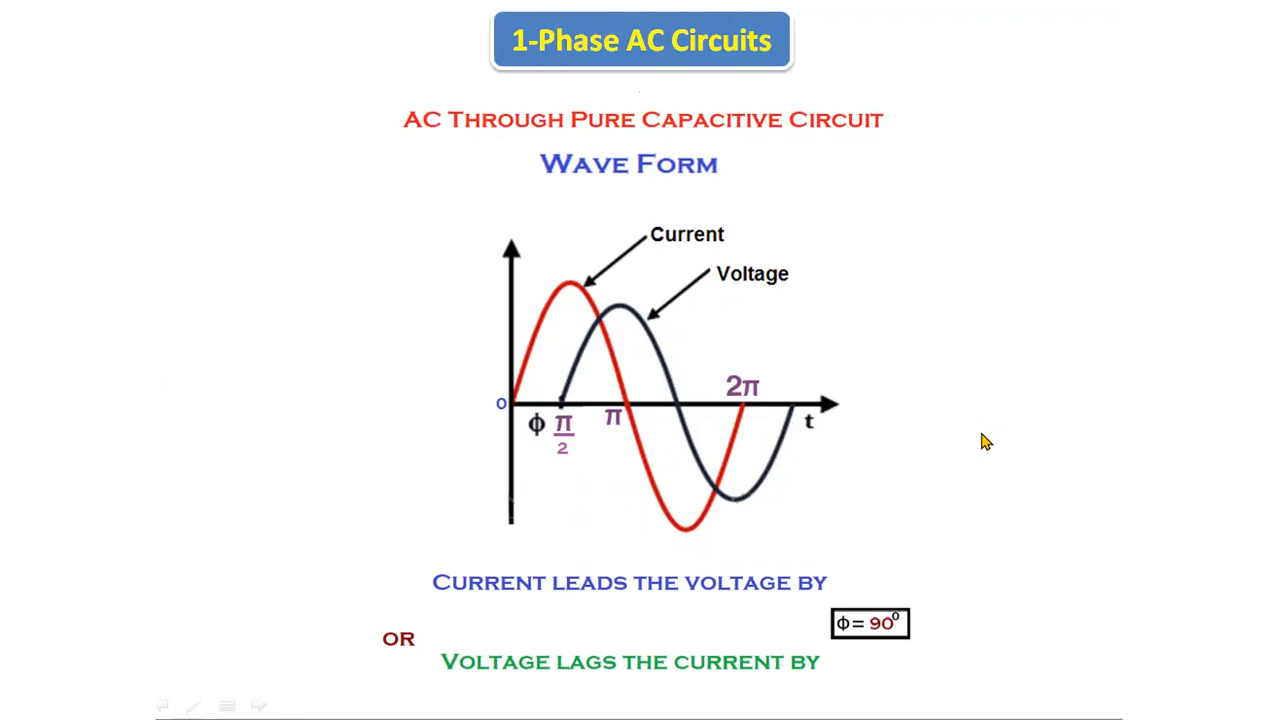 1-Phase AC Circuits
AC Through Pure Capacitive Circuit
Wave Form
Current
Voltage
2π
0
ϕ π/2 π
t
Current leads the voltage by
ϕ = 90⁰
OR
Voltage lags the current by